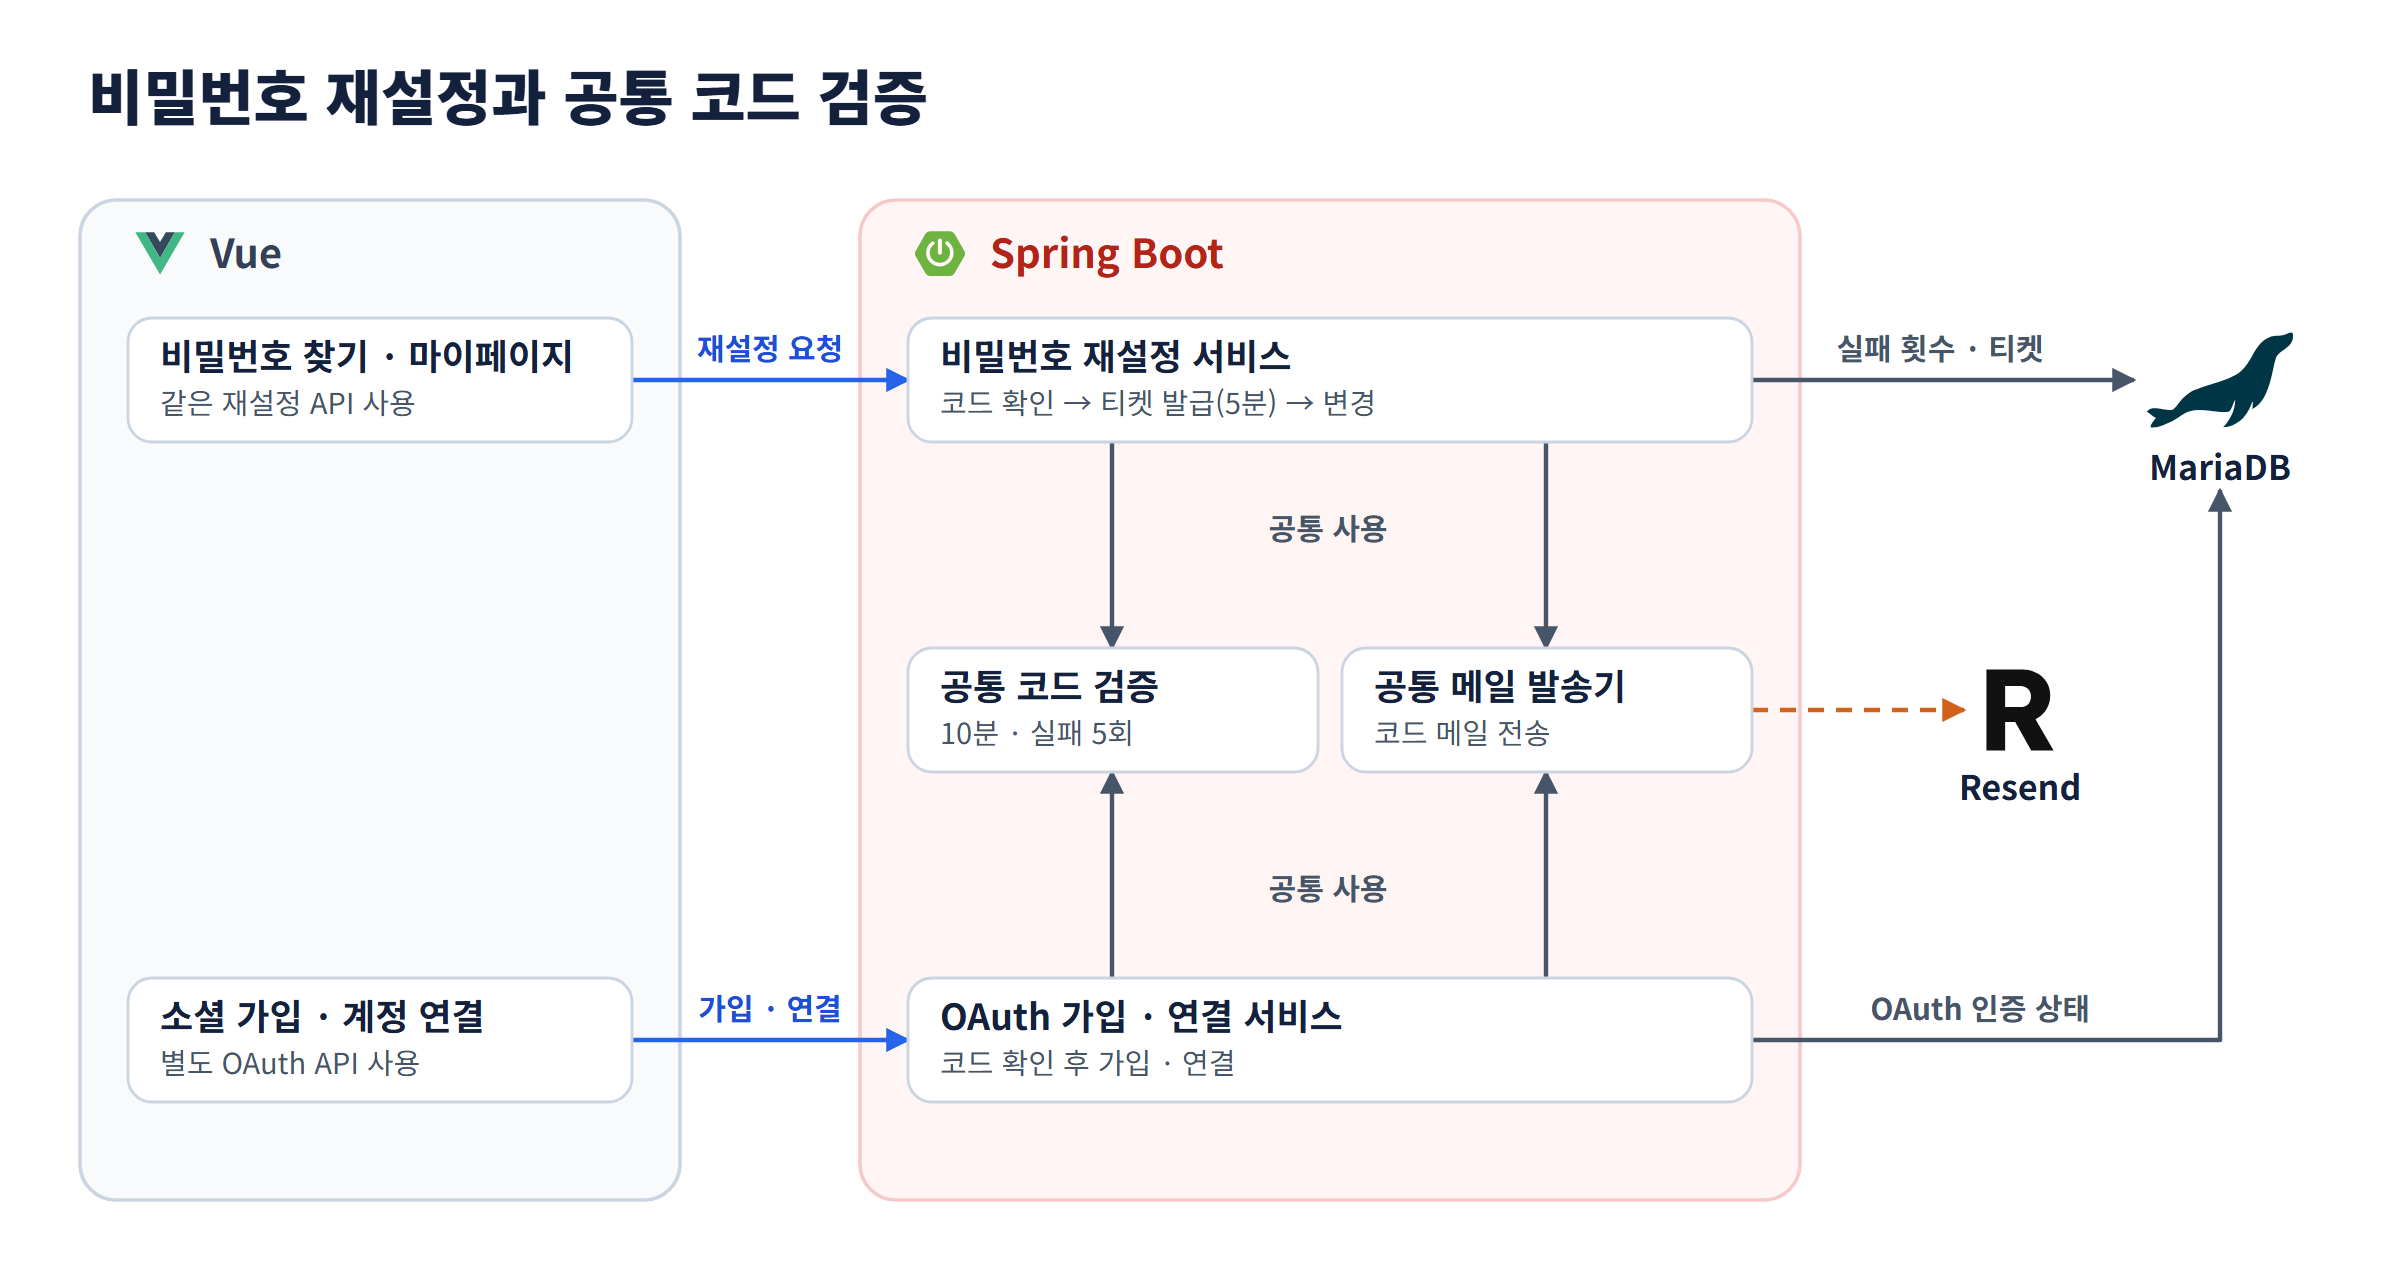 비밀번호 재설정과 공통 코드 검증
Vue
비밀번호 찾기 · 마이페이지
같은 재설정 API 사용
재설정 요청
Spring Boot
비밀번호 재설정 서비스
코드 확인 → 티켓 발급(5분) → 변경
실패 횟수 · 티켓
MariaDB
공통 사용
공통 코드 검증
10분 · 실패 5회
공통 메일 발송기
코드 메일 전송
R
Resend
공통 사용
소셜 가입 · 계정 연결
별도 OAuth API 사용
가입 · 연결
OAuth 가입 · 연결 서비스
코드 확인 후 가입 · 연결
OAuth 인증 상태